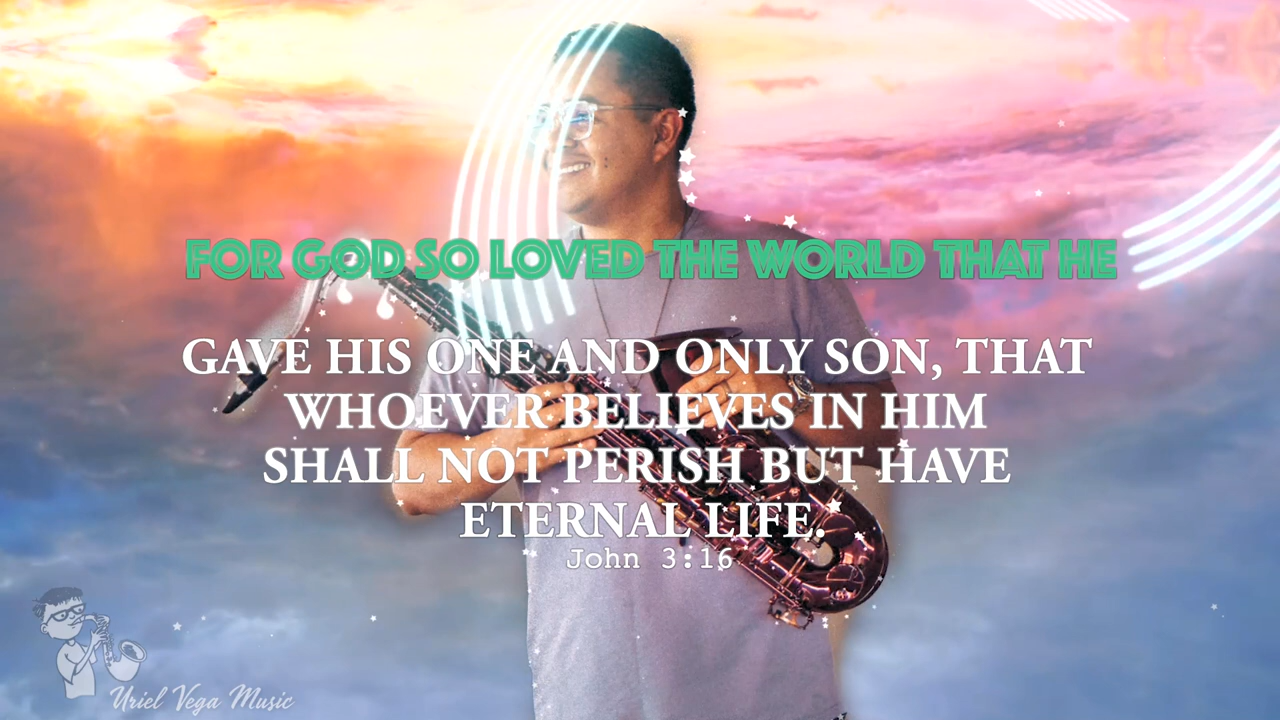 FOR GOD SO LOVED THE WORLD THAT HE
GAVE HIS ONE AND ONLY SON, THAT
WHOEVER BELIEVES IN HIM
SHALL NOT PERISH BUT HAVE
ETERNAL LIFE.
John 3:16
Uriel Vega Music